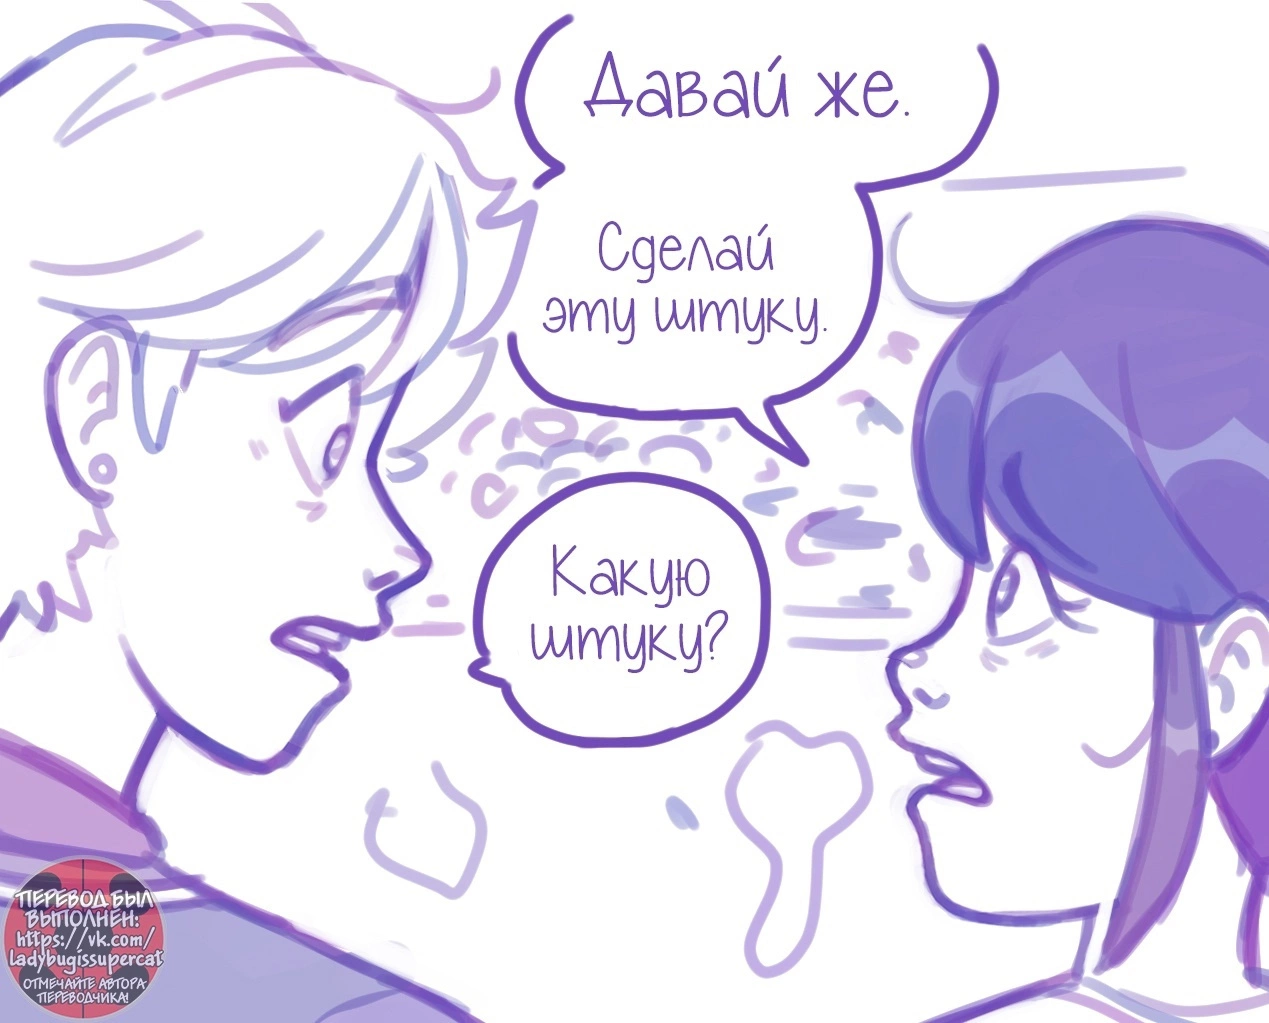 Давай же.
Сделай
эту штуку.
Какую
штуку?
ПЕРЕВОД БЫЛ
ВЫПОЛНЕН:
https://vk.com/
ladybugissupercat
ОТМЕЧАЙТЕ АВТОРА
ПЕРЕВОДЧИКА!